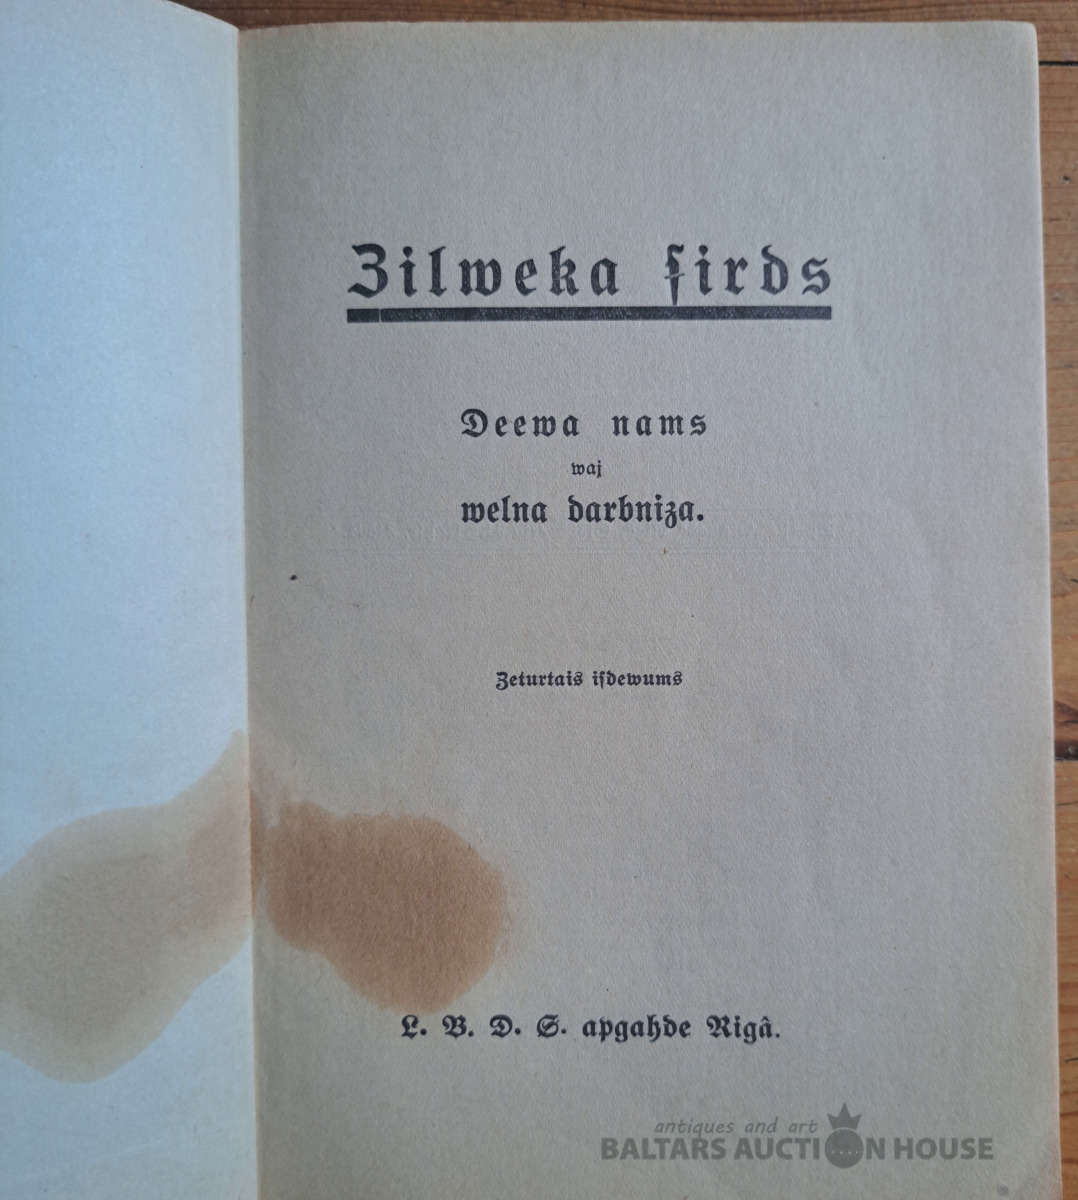 Zilweka ſirds
Deewa nams
waj
welna darbniza.
Zeturtais iſdewums
L. B. D. S. apgahde Rigâ.
antiques and art
BALTARS AUCTION HOUSE